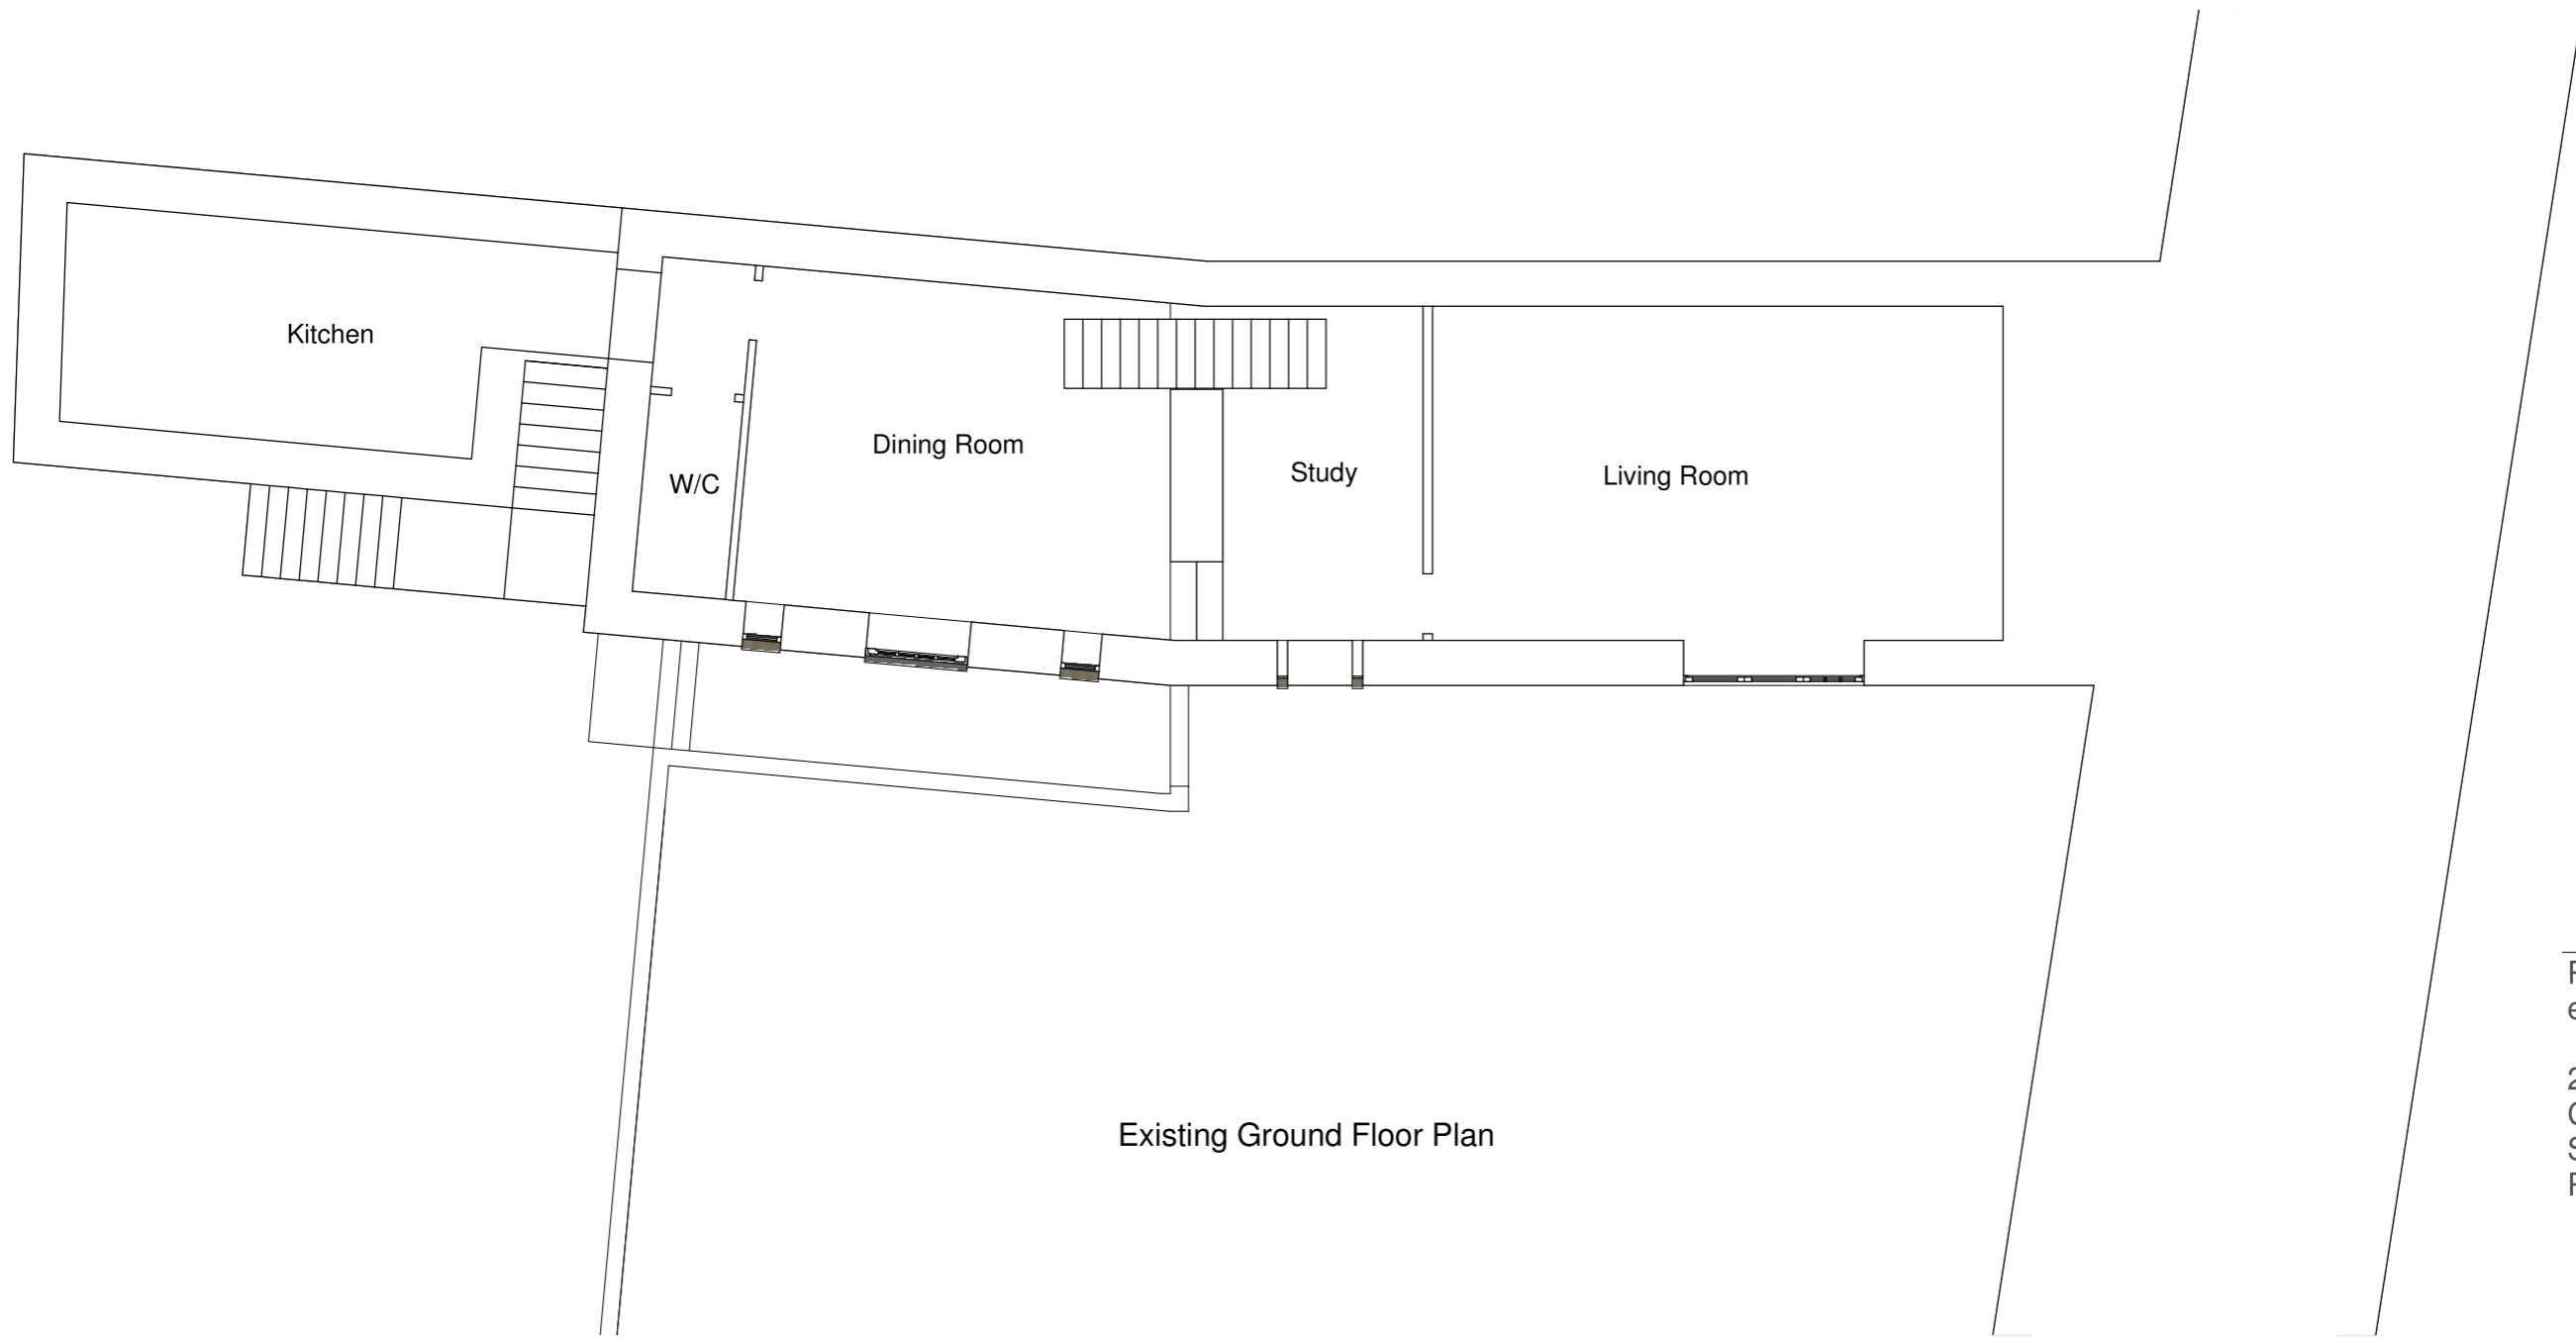 Kitchen
Dining Room
Study
Living Room
W/C
Existing Ground Floor Plan